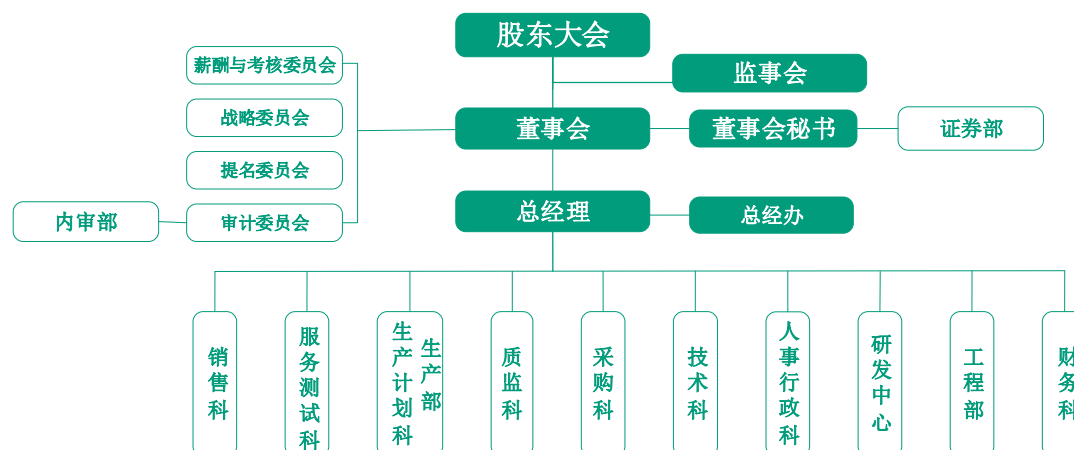 股东大会
监事会
薪酬与考核委员会
战略委员会
董事会
董事会秘书
证券部
提名委员会
总经理
总经办
审计委员会
内审部
销售科
服务测试科
生产计划科
生产部
质监科
采购科
技术科
人事行政科
研发中心
工程部
财务科